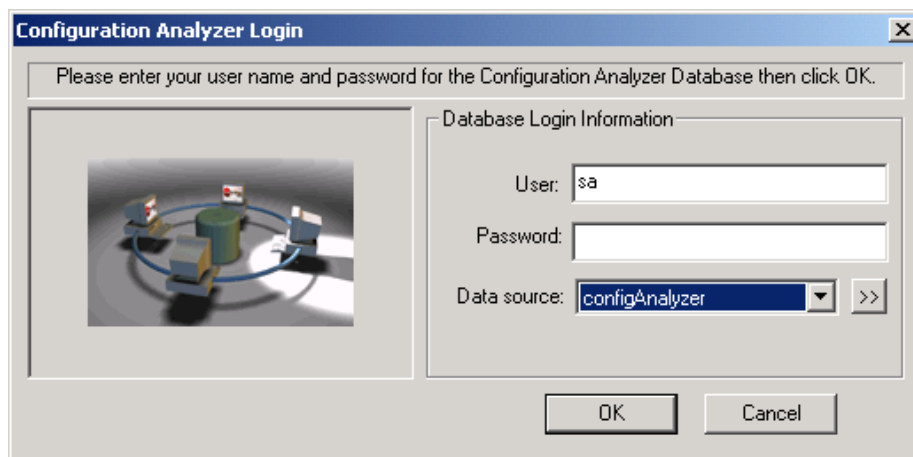 Configuration Analyzer Login
Please enter your user name and password for the Configuration Analyzer Database then click OK.
Database Login Information
User: sa
Password:
Data source: configAnalyzer >>
OK Cancel